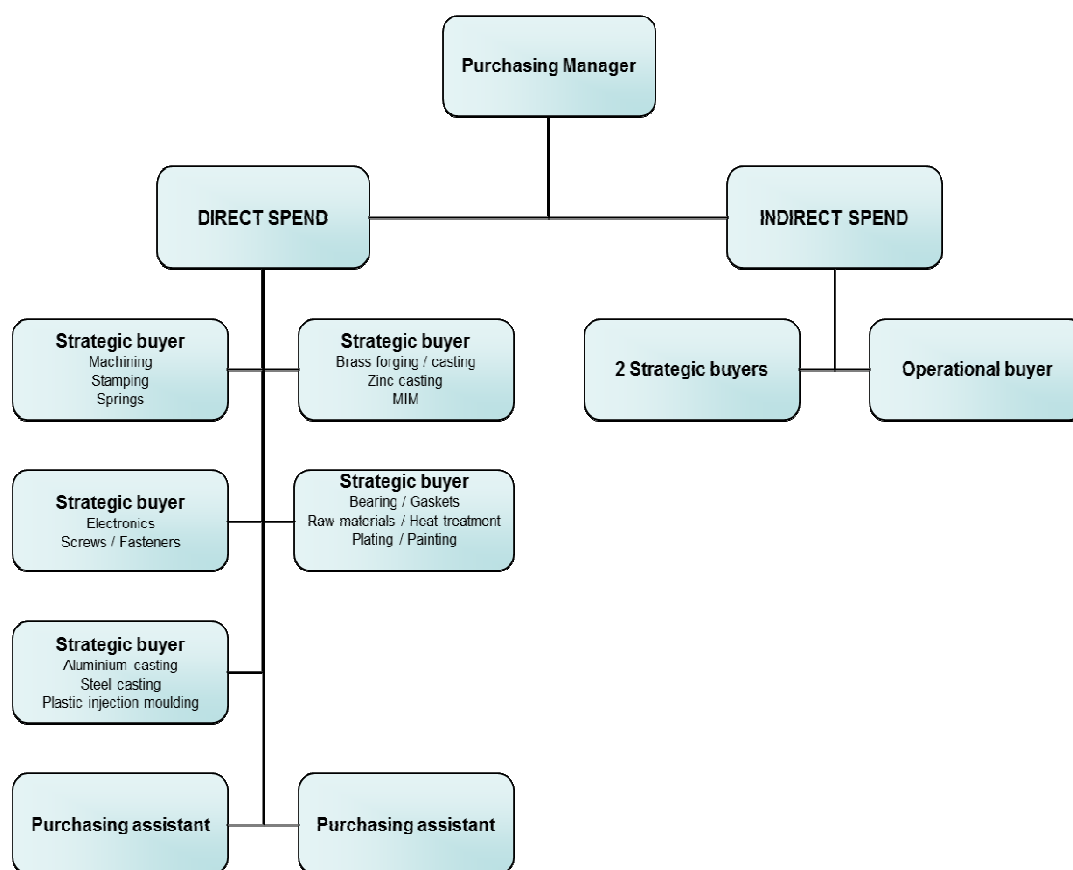 Purchasing Manager
DIRECT SPEND
INDIRECT SPEND
Strategic buyer
Machining
Stamping
Springs
Strategic buyer
Brass forging / casting
Zinc casting
MIM
2 Strategic buyers
Operational buyer
Strategic buyer
Electronics
Screws / Fasteners
Strategic buyer
Bearing / Gaskets
Raw materials / Heat treatment
Plating / Painting
Strategic buyer
Aluminium casting
Steel casting
Plastic injection moulding
Purchasing assistant
Purchasing assistant